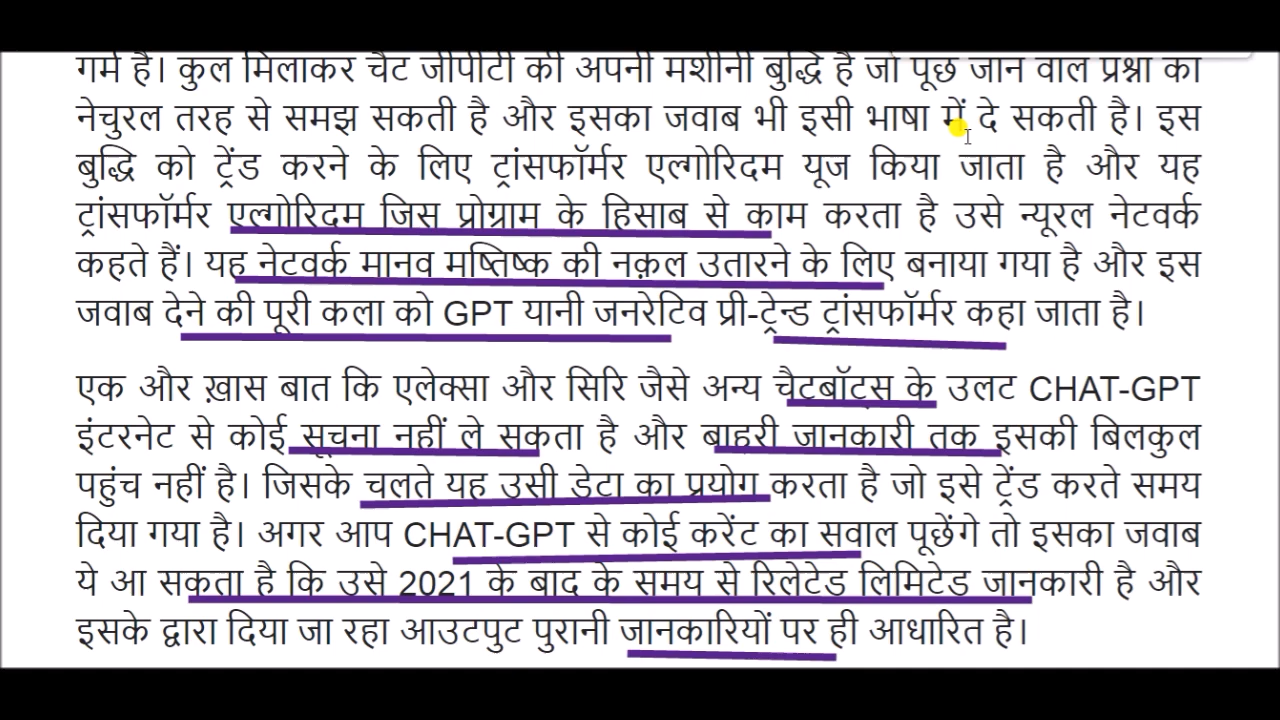 गर्म है। कुल मिलाकर चैट जीपीटी की अपनी मशीनी बुद्धि है जो पूछे जाने वाले प्रश्नों को
नेचुरल तरह से समझ सकती है और इसका जवाब भी इसी भाषा में दे सकती है। इस
बुद्धि को ट्रेंड करने के लिए ट्रांसफॉर्मर एल्गोरिदम यूज किया जाता है और यह
ट्रांसफॉर्मर एल्गोरिदम जिस प्रोग्राम के हिसाब से काम करता है उसे न्यूरल नेटवर्क
कहते हैं। यह नेटवर्क मानव मष्तिष्क की नक़ल उतारने के लिए बनाया गया है और इस
जवाब देने की पूरी कला को GPT यानी जनरेटिव प्री-ट्रेन्ड ट्रांसफॉर्मर कहा जाता है।
एक और ख़ास बात कि एलेक्सा और सिरि जैसे अन्य चैटबॉट्स के उलट CHAT-GPT
इंटरनेट से कोई सूचना नहीं ले सकता है और बाहरी जानकारी तक इसकी बिलकुल
पहुंच नहीं है। जिसके चलते यह उसी डेटा का प्रयोग करता है जो इसे ट्रेंड करते समय
दिया गया है। अगर आप CHAT-GPT से कोई करेंट का सवाल पूछेंगे तो इसका जवाब
ये आ सकता है कि उसे 2021 के बाद के समय से रिलेटेड लिमिटेड जानकारी है और
इसके द्वारा दिया जा रहा आउटपुट पुरानी जानकारियों पर ही आधारित है।